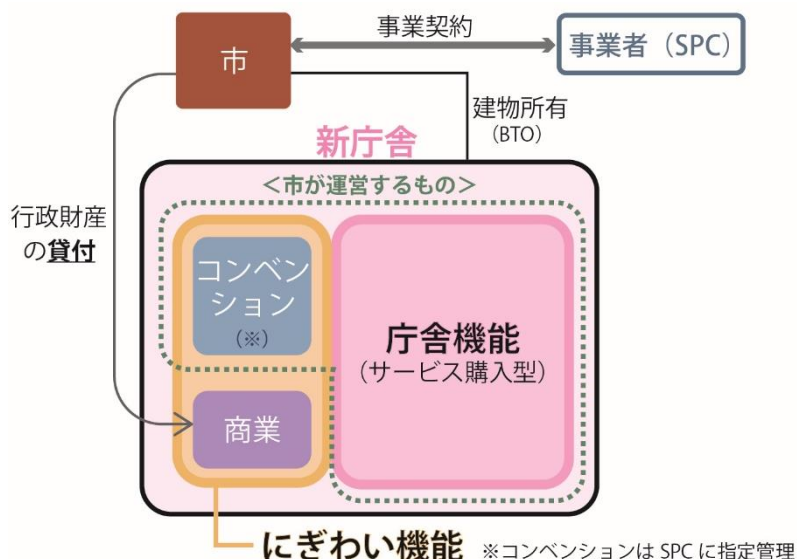 市
事業契約
事業者（SPC）
建物所有
（BTO）
新庁舎
＜市が運営するもの＞
行政財産
の貸付
コンベン
ション
（※）
庁舎機能
（サービス購入型）
商業
にぎわい機能
※コンベンションは SPC に指定管理